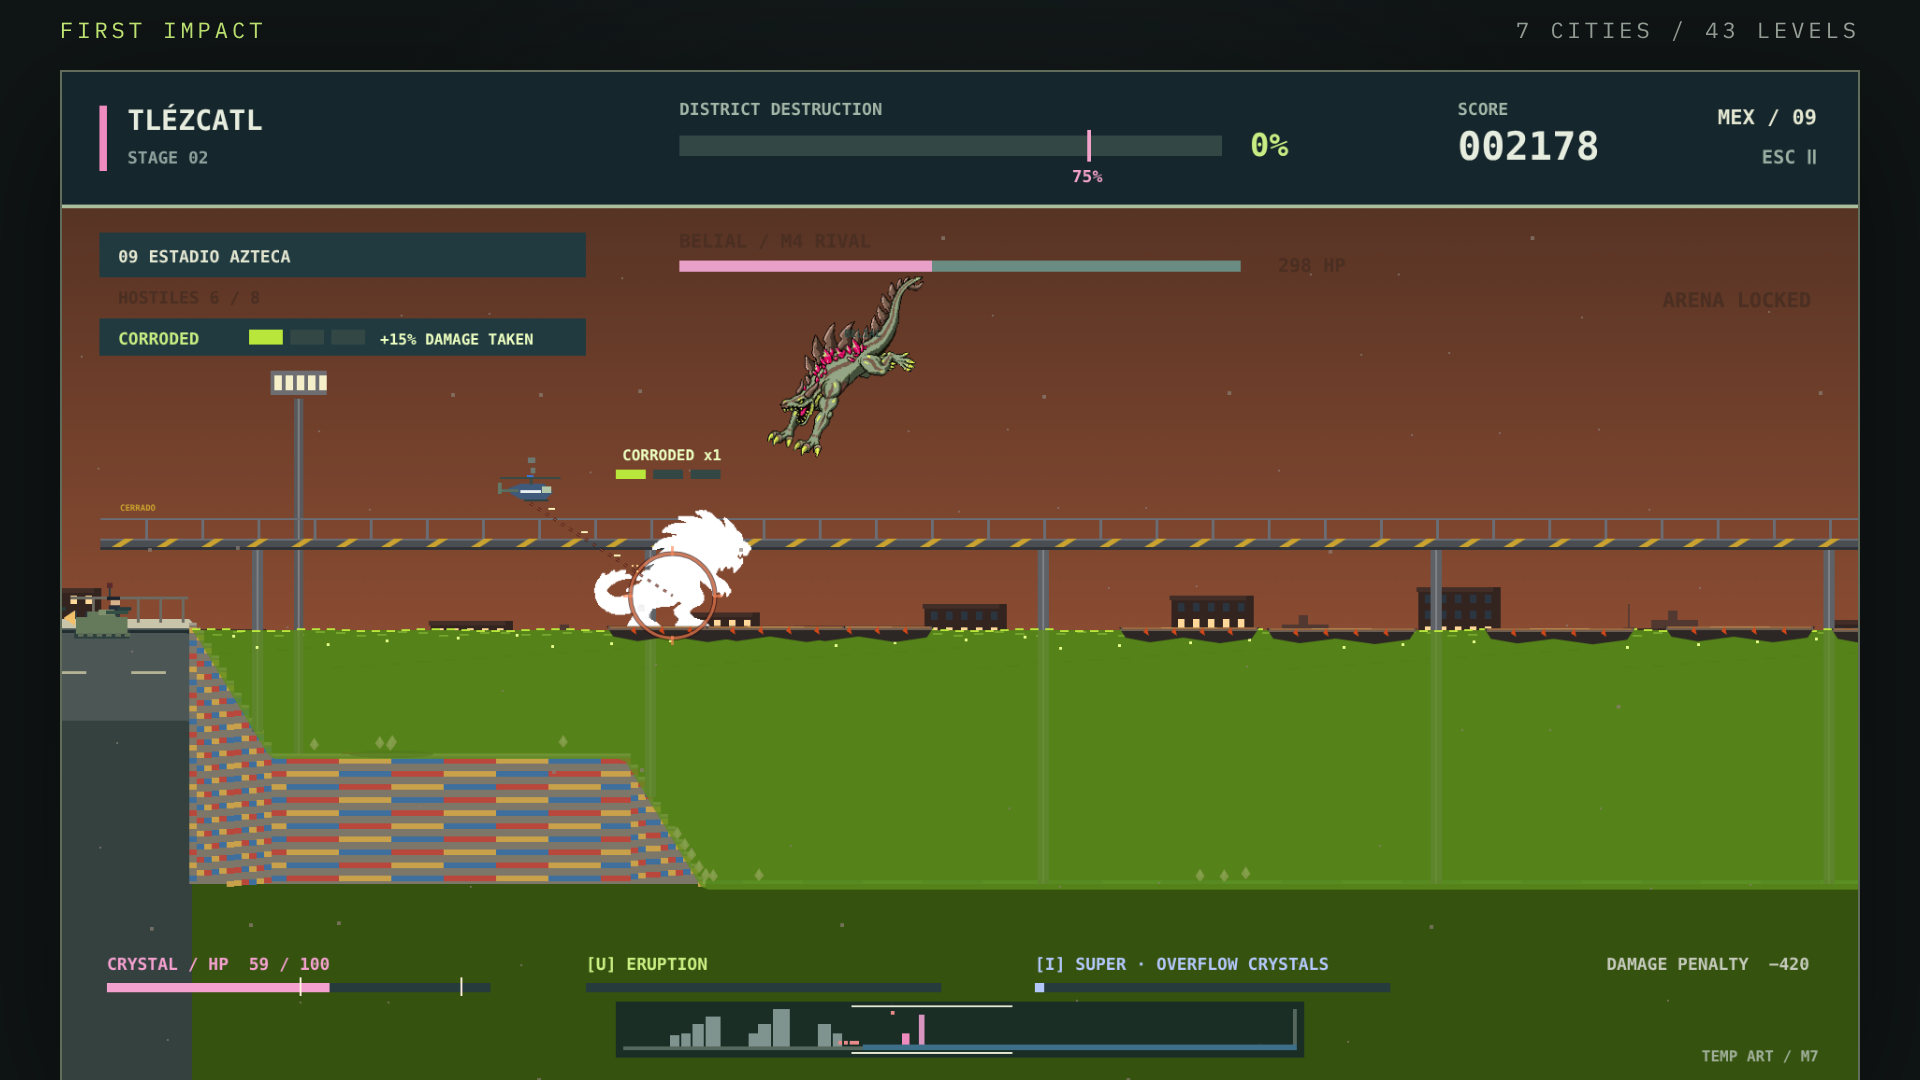 FIRST IMPACT
7 CITIES / 43 LEVELS
TLÉZCATL
STAGE 02
DISTRICT DESTRUCTION
0%
75%
SCORE
002178
MEX / 09
ESC II
09 ESTADIO AZTECA
HOSTILES 6 / 8
CORRODED
+15% DAMAGE TAKEN
BELIAL / M4 RIVAL
298 HP
ARENA LOCKED
CORRODED x1
CERRADO
CRYSTAL / HP 59 / 100
[U] ERUPTION
[I] SUPER · OVERFLOW CRYSTALS
DAMAGE PENALTY −420
TEMP ART / M7